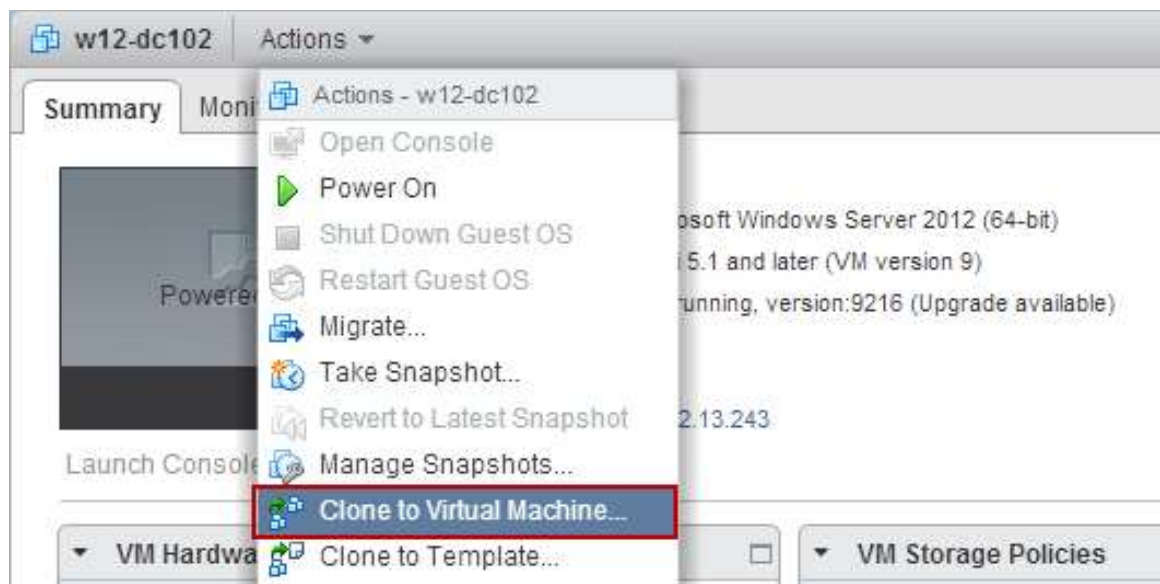 w12-dc102 Actions
Summary Moni
Actions - w12-dc102
Open Console
Power On
Shut Down Guest OS
Restart Guest OS
Migrate...
Take Snapshot...
Revert to Latest Snapshot
Manage Snapshots...
Clone to Virtual Machine...
Clone to Template...
osoft Windows Server 2012 (64-bit)
i 5.1 and later (VM version 9)
unning, version:9216 (Upgrade available)
2.13.243
Powere
Launch Console
VM Hardwa
VM Storage Policies